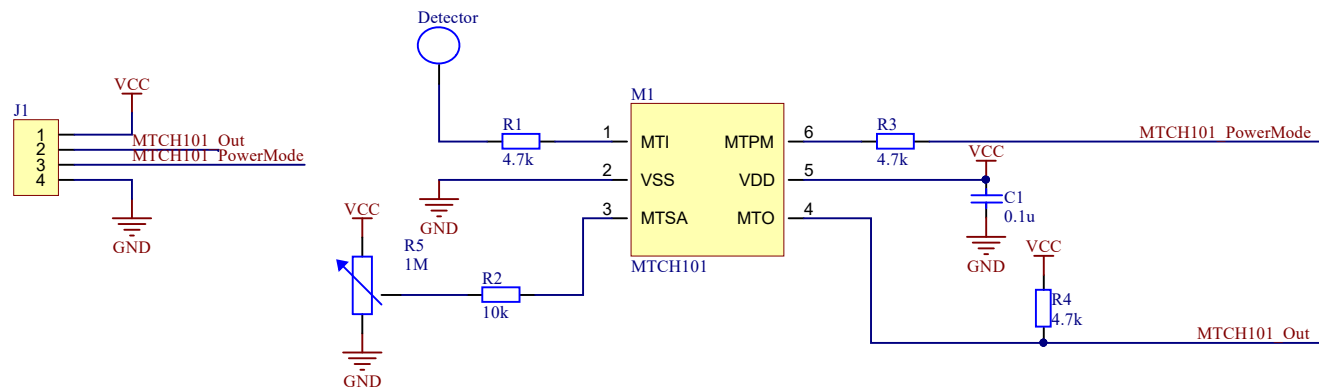 Detector
VCC
J1
1
2
3
4
MTCH101_Out
MTCH101_PowerMode
GND
R1
4.7k
GND
VCC
R5
1M
R2
10k
GND
M1
1
2
3
MTI
VSS
MTSA
MTPM
VDD
MTO
6
5
4
MTCH101
R3
4.7k
MTCH101_PowerMode
VCC
C1
0.1u
GND
VCC
R4
4.7k
MTCH101_Out